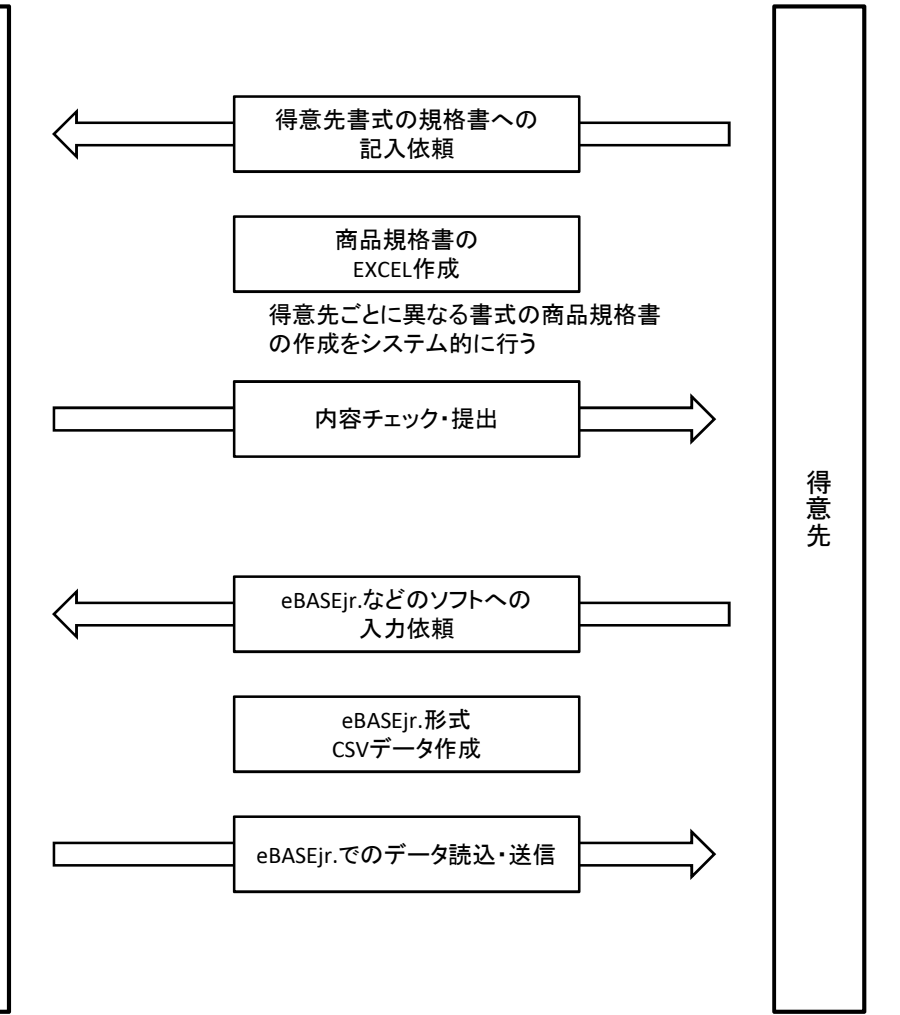 得意先書式の規格書への
記入依頼
商品規格書の
EXCEL作成
得意先ごとに異なる書式の商品規格書
の作成をシステム的に行う
内容チェック・提出
得意先
eBASEjr.などのソフトへの
入力依頼
eBASEjr.形式
CSVデータ作成
eBASEjr.でのデータ読込・送信